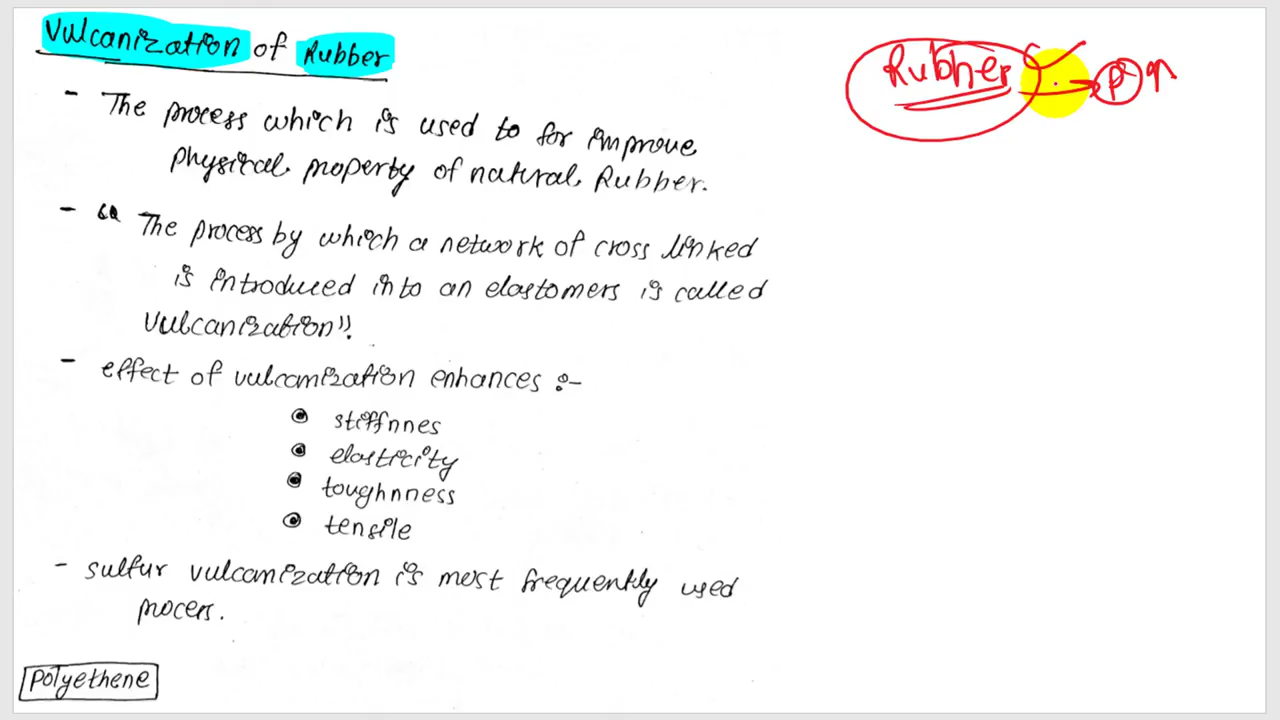 Vulcanization of Rubber
- The process which is used to for improve
physical property of natural Rubber.
- "The process by which a network of cross linked
is introduced into an elastomers is called
vulcanization".
- effect of vulcanization enhances :-
stiffnnes
elasticity
toughnness
tensile
- sulfur vulcanization is most frequently used
process.
Polyethene
Rubber